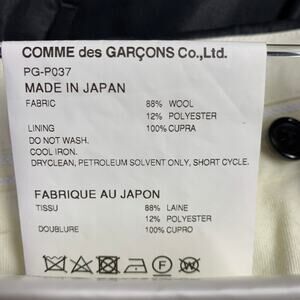 COMME des GARÇONS Co.,Ltd.
PG-P037
MADE IN JAPAN
FABRIC 88% WOOL
12% POLYESTER
LINING 100% CUPRA
DO NOT WASH.
COOL IRON.
DRYCLEAN, PETROLEUM SOLVENT ONLY, SHORT CYCLE.
FABRIQUE AU JAPON
TISSU 88% LAINE
12% POLYESTER
DOUBLURE 100% CUPRO
F W